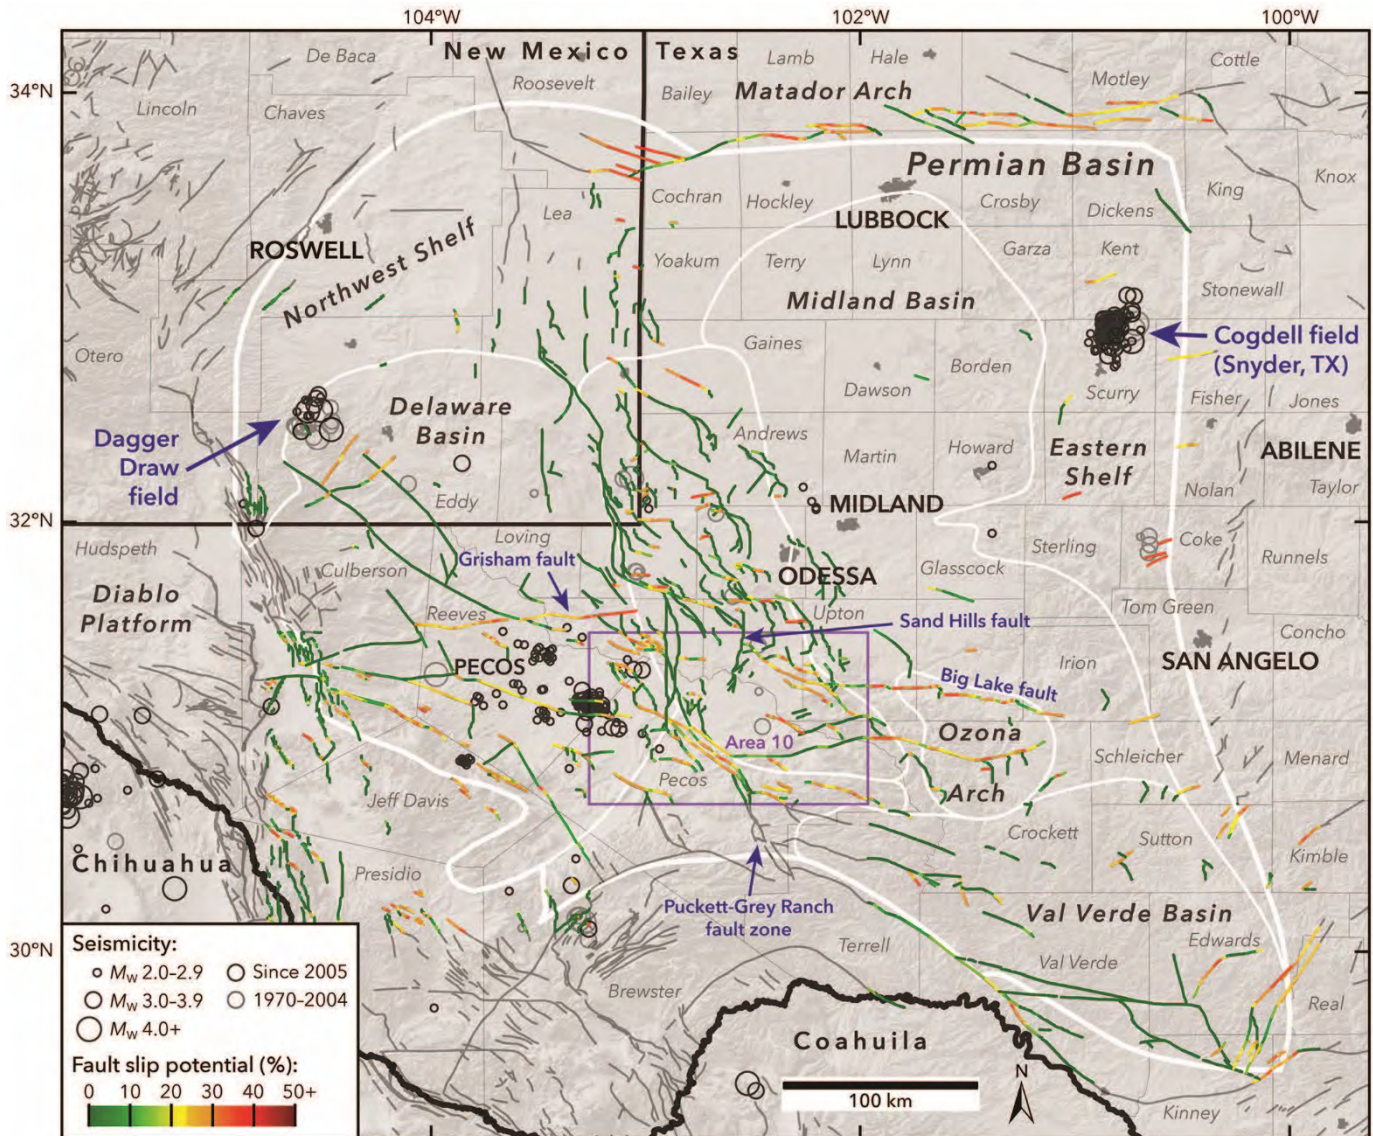 104°W
102°W
100°W
New Mexico
Texas
De Baca
Lamb
Hale
Cottle
Roosevelt
Motley
34°N
Bailey
Matador Arch
Lincoln
Chaves
Permian Basin
Cochran
Hockley
Crosby
King
Knox
Lea
LUBBOCK
Dickens
ROSWELL
Northwest Shelf
Garza
Kent
Yoakum
Terry
Lynn
Midland Basin
Stonewall
Otero
Gaines
Cogdell field
(Snyder, TX)
Borden
Dawson
Scurry
Fisher
Jones
Delaware
Basin
Dagger
Draw
field
Andrews
Martin
Howard
Eastern
Shelf
ABILENE
Eddy
MIDLAND
Nolan
Taylor
32°N
Hudspeth
Loving
Sterling
Coke
Runnels
Grisham fault
Culberson
ODESSA
Glasscock
Diablo
Platform
Reeves
Upton
Tom Green
Sand Hills fault
Concho
PECOS
Irion
SAN ANGELO
Big Lake fault
Area 10
Ozona
Arch
Schleicher
Menard
Pecos
Jeff Davis
Crockett
Sutton
Kimble
Chihuahua
Presidio
Puckett-Grey Ranch
fault zone
Val Verde Basin
30°N
Terrell
Val Verde
Edwards
Brewster
Real
Coahuila
N
100 km
Kinney
Seismicity:
Mw 2.0–2.9
Since 2005
Mw 3.0–3.9
1970–2004
Mw 4.0+
Fault slip potential (%):
0 10 20 30 50+